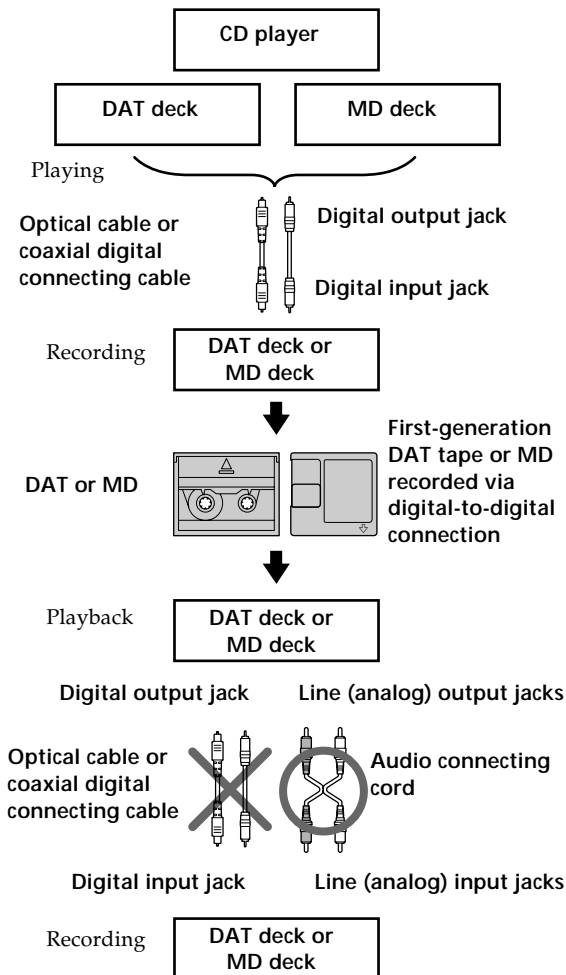 CD player
DAT deck
MD deck
Playing
Optical cable or
coaxial digital
connecting cable
Digital output jack
Digital input jack
Recording
DAT deck or
MD deck
DAT or MD
First-generation
DAT tape or MD
recorded via
digital-to-digital
connection
Playback
DAT deck or
MD deck
Digital output jack
Line (analog) output jacks
Optical cable or
coaxial digital
connecting cable
Audio connecting
cord
Digital input jack
Line (analog) input jacks
Recording
DAT deck or
MD deck